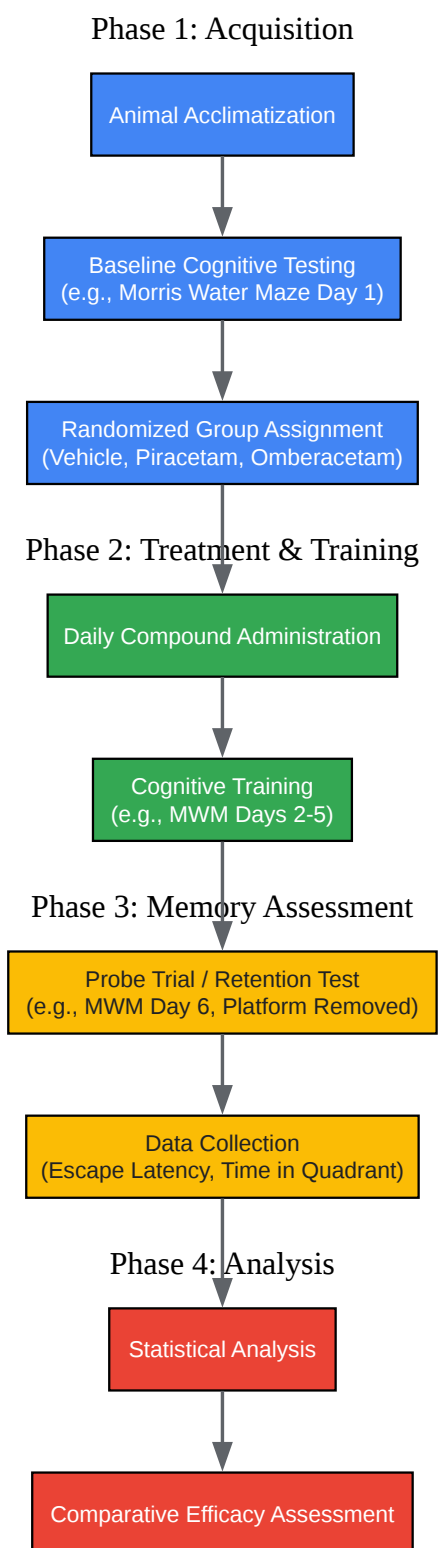 Phase 1: Acquisition
Animal Acclimatization
Baseline Cognitive Testing
(e.g., Morris Water Maze Day 1)
Randomized Group Assignment
(Vehicle, Piracetam, Omberacetam)
Phase 2: Treatment & Training
Daily Compound Administration
Cognitive Training
(e.g., MWM Days 2-5)
Phase 3: Memory Assessment
Probe Trial / Retention Test
(e.g., MWM Day 6, Platform Removed)
Data Collection
(Escape Latency, Time in Quadrant)
Phase 4: Analysis
Statistical Analysis
Comparative Efficacy Assessment